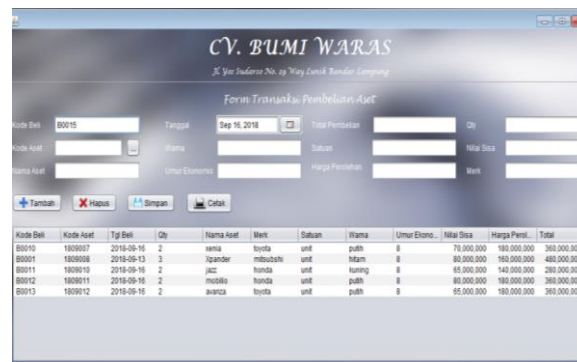 CV. BUMI WARAS
Jl. Yos Sudarso No. 29 Way Lunik Bandar Lampung
Form Transaksi Pembelian Aset
Kode Beli B0015 Tanggal Sep 16, 2018 Total Pembelian Qty
Kode Aset ... Warna Satuan Nilai Sisa
Nama Aset Umur Ekonomis Harga Perolehan Merk
Tambah Hapus Simpan Cetak
Kode Beli Kode Aset Tgl Beli Qty Nama Aset Merk Satuan Warna Umur Ekono... Nilai Sisa Harga Perol... Total
B0010 1809007 2018-09-16 2 xenia toyota unit putih 8 70,000,000 180,000,000 360,000,00
B0001 1809008 2018-09-13 3 Xpander mitsubshi unit hitam 8 80,000,000 160,000,000 480,000,00
B0011 1809010 2018-09-16 2 jazz honda unit kuning 8 65,000,000 140,000,000 280,000,00
B0012 1809011 2018-09-16 2 mobilio honda unit putih 8 80,000,000 180,000,000 360,000,00
B0013 1809012 2018-09-16 2 avanza toyota unit putih 8 65,000,000 180,000,000 360,000,00